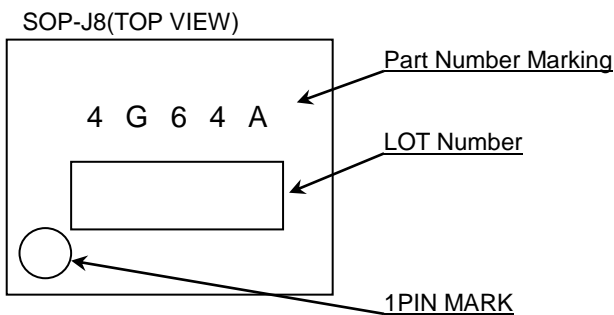 SOP-J8(TOP VIEW)
Part Number Marking
4 G 6 4 A
LOT Number
1PIN MARK